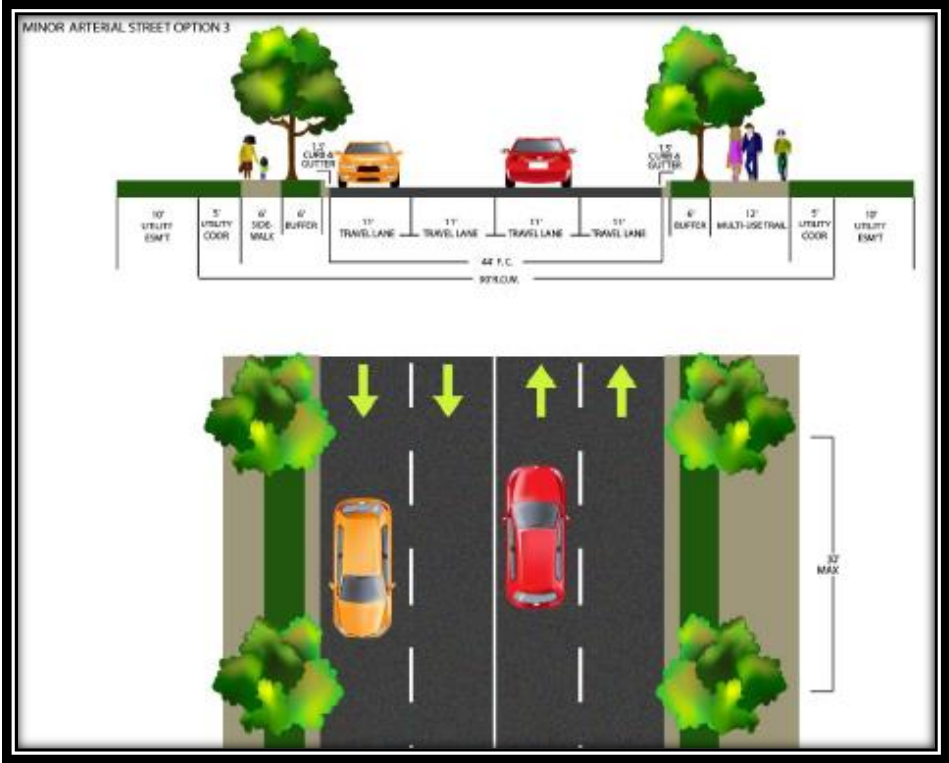 MINOR ARTERIAL STREET OPTION 3
1.5'
CURB &
GUTTER
1.5'
CURB &
GUTTER
10'
UTILITY
ESM'T
5'
UTILITY
CO0R
6'
SIDE-
WALK
6'
BUFFER
11'
TRAVEL LANE
11'
TRAVEL LANE
11'
TRAVEL LANE
11'
TRAVEL LANE
6'
BUFFER
12'
MULTI-USE TRAIL
5'
UTILITY
COOR
10'
UTILITY
ESM'T
44' F.C.
90' R.O.W.
30'
MAX